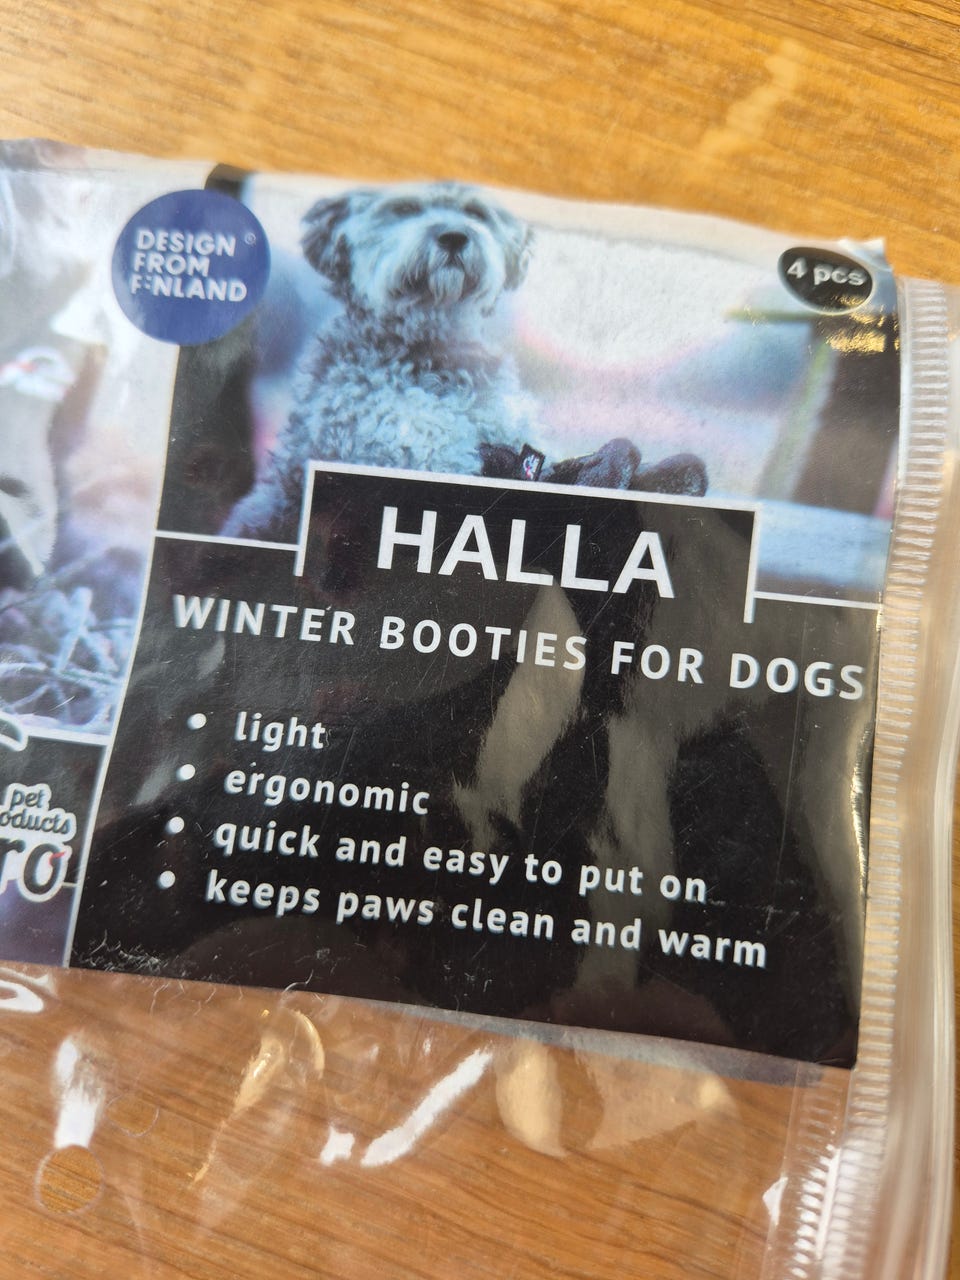 DESIGN
FROM
FINLAND
4 pcs
HALLA
WINTER BOOTIES FOR DOGS
• light
• ergonomic
• quick and easy to put on
• keeps paws clean and warm
pet